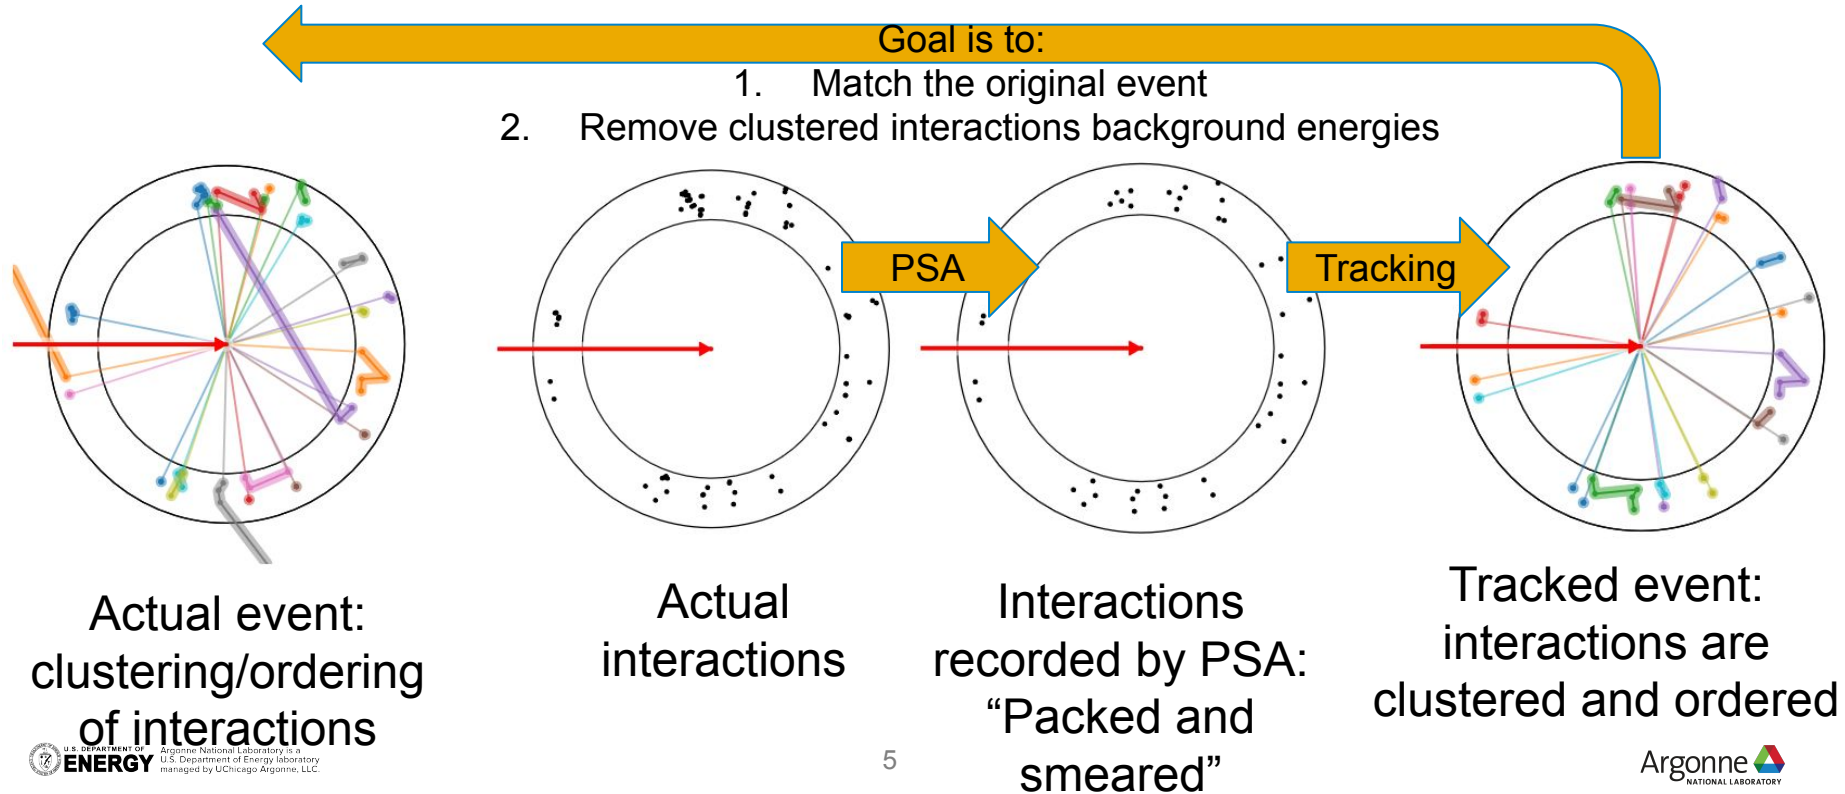 Goal is to:
1. Match the original event
2. Remove clustered interactions background energies
PSA
Tracking
Actual event:
clustering/ordering
of interactions
Actual
interactions
Interactions
recorded by PSA:
“Packed and
smeared”
Tracked event:
interactions are
clustered and ordered
U.S. DEPARTMENT OF
ENERGY
Argonne National Laboratory is a
U.S. Department of Energy laboratory
managed by UChicago Argonne, LLC.
5
Argonne
NATIONAL LABORATORY